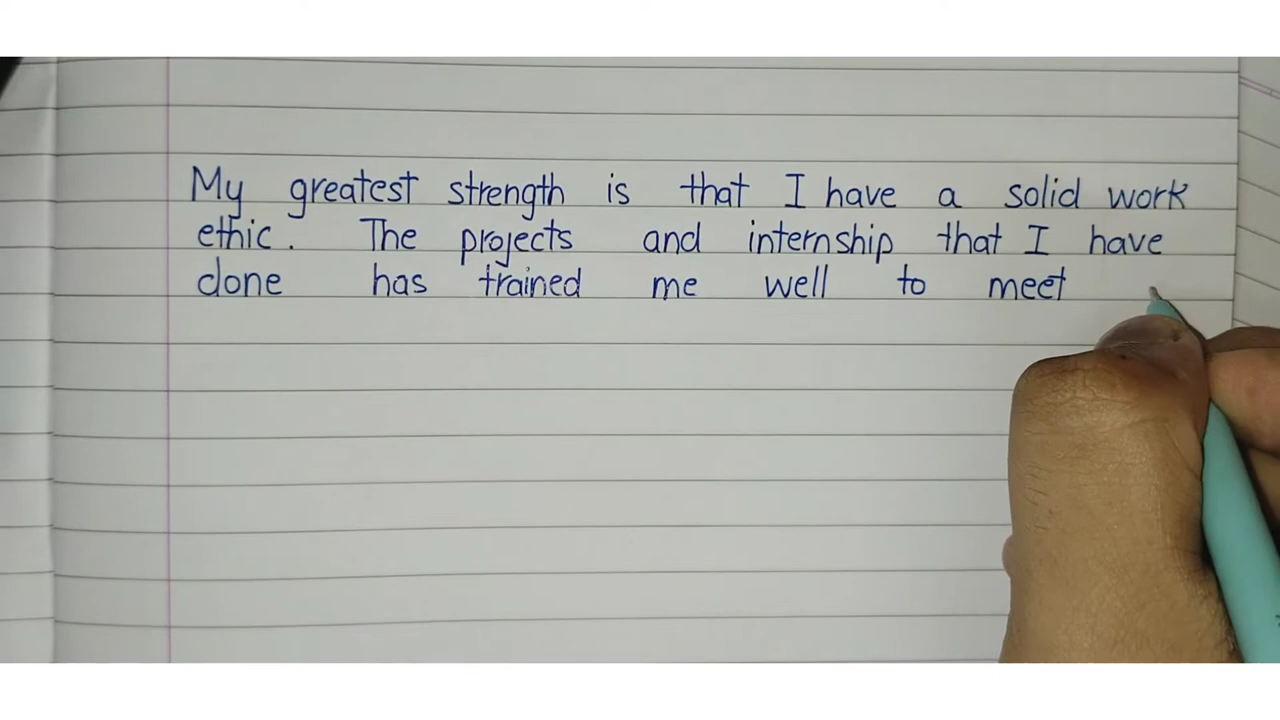 My greatest strength is that I have a solid work
ethic. The projects and internship that I have
done has trained me well to meet